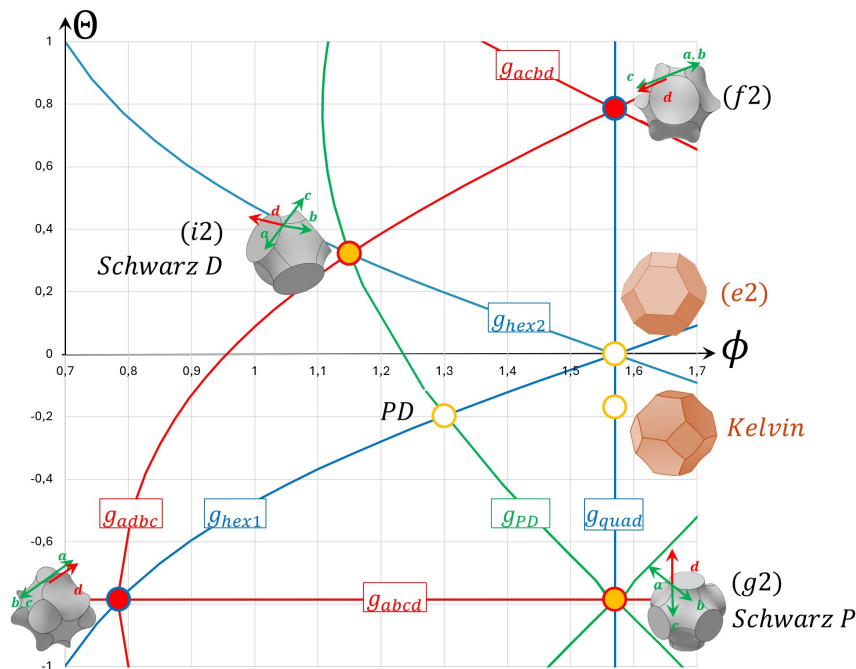 Θ
1
g_acbd
a, b
c
d
(f2)
0,8
0,6
c
d
b
a
(i2)
Schwarz D
0,4
(e2)
0,2
g_hex2
0
ϕ
0,7
0,8
0,9
1
1,1
1,2
1,3
1,4
1,5
1,6
1,7
-0,2
PD
Kelvin
-0,4
g_adbc
g_hex1
g_PD
g_quad
-0,6
a
d
b
c
d
a
b
c
(g2)
Schwarz P
g_abcd
-1